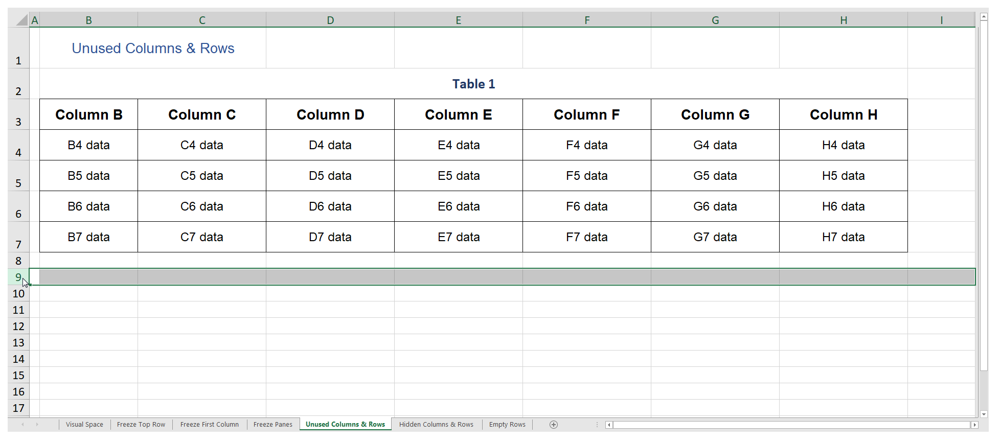 A B C D E F G H I
1 Unused Columns & Rows
2 Table 1
3 Column B Column C Column D Column E Column F Column G Column H
4 B4 data C4 data D4 data E4 data F4 data G4 data H4 data
5 B5 data C5 data D5 data E5 data F5 data G5 data H5 data
6 B6 data C6 data D6 data E6 data F6 data G6 data H6 data
7 B7 data C7 data D7 data E7 data F7 data G7 data H7 data
8
9
10
11
12
13
14
15
16
17
Visual Space Freeze Top Row Freeze First Column Freeze Panes Unused Columns & Rows Hidden Columns & Rows Empty Rows